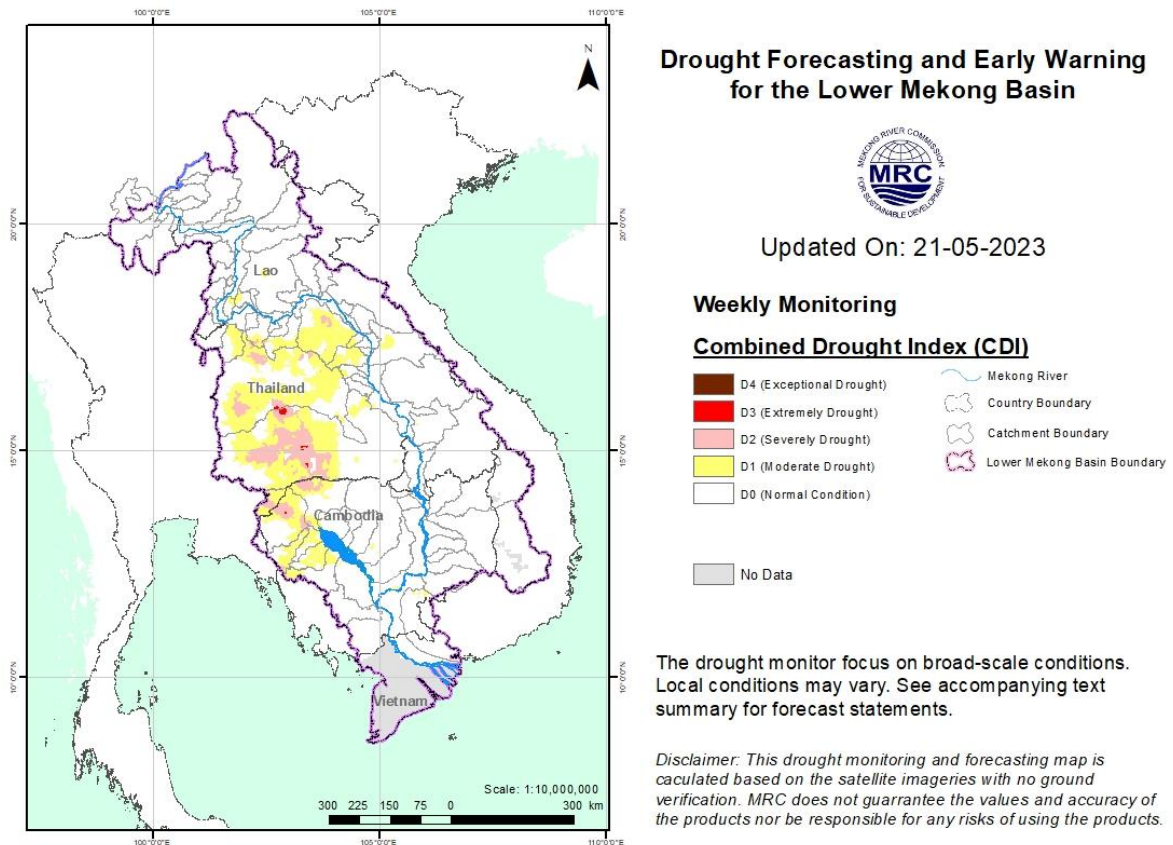 100°0'0"E 105°0'0"E 110°0'0"E
N
20°0'0"N 20°0'0"N
15°0'0"N 15°0'0"N
10°0'0"N 10°0'0"N
Lao
Thailand
Cambodia
Vietnam
Scale: 1:10,000,000
300 225 150 75 0 300 km
100°0'0"E 105°0'0"E 110°0'0"E
Drought Forecasting and Early Warning
for the Lower Mekong Basin
MEKONG RIVER COMMISSION
MRC
FOR SUSTAINABLE DEVELOPMENT
Updated On: 21-05-2023
Weekly Monitoring
Combined Drought Index (CDI)
D4 (Exceptional Drought)
D3 (Extremely Drought)
D2 (Severely Drought)
D1 (Moderate Drought)
D0 (Normal Condition)
No Data
Mekong River
Country Boundary
Catchment Boundary
Lower Mekong Basin Boundary
The drought monitor focus on broad-scale conditions.
Local conditions may vary. See accompanying text
summary for forecast statements.
Disclaimer: This drought monitoring and forecasting map is
caculated based on the satellite imageries with no ground
verification. MRC does not guarrantee the values and accuracy of
the products nor be responsible for any risks of using the products.